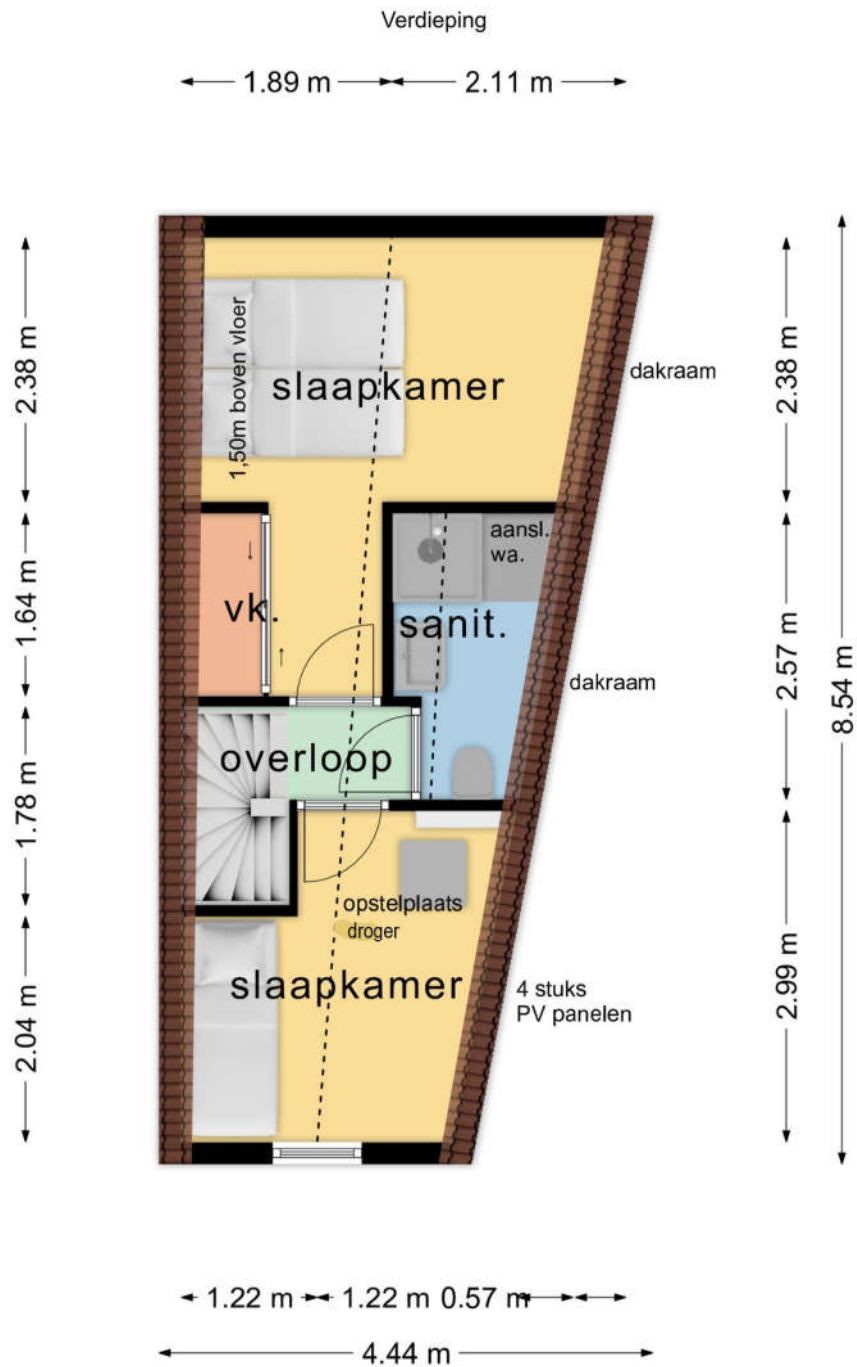 Verdieping
1.89 m
2.11 m
2.38 m
1.64 m
1.78 m
2.04 m
1,50m boven vloer
slaapkamer
dakraam
aansl.
wa.
vk.
sanit.
dakraam
overloop
opstelplaats
droger
slaapkamer
4 stuks
PV panelen
2.38 m
2.57 m
2.99 m
8.54 m
1.22 m
1.22 m
0.57 m
4.44 m